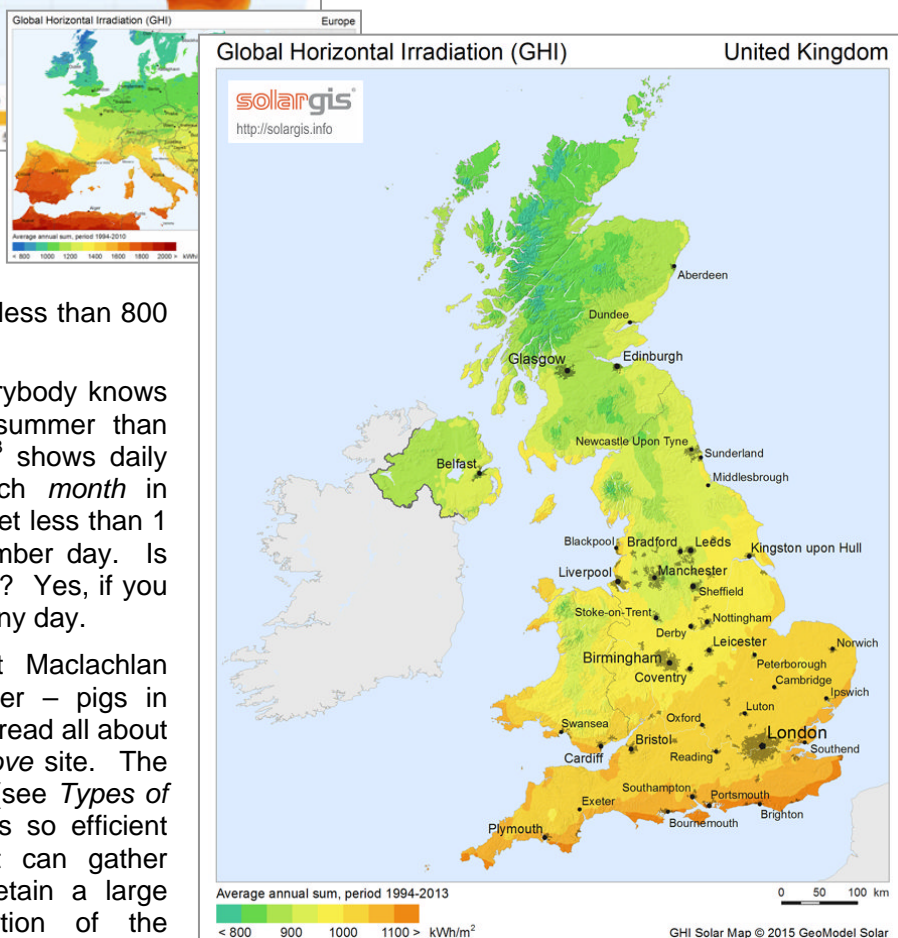 Global Horizontal Irradiation (GHI) Europe
Average annual sum, period 1994-2010
< 800 1000 1200 1400 1600 1800 2000 >
less than 800
rybody knows
summer than
shows daily
ch month in
et less than 1
mber day. Is
? Yes, if you
ny day.
t Maclachlan
er – pigs in
read all about
ove site. The
(see Types of
s so efficient
t can gather
etain a large
tion of the
Global Horizontal Irradiation (GHI) United Kingdom
solargis
http://solargis.info
Aberdeen
Dundee
Glasgow
Edinburgh
Newcastle Upon Tyne
Sunderland
Belfast
Middlesbrough
Blackpool
Bradford
Leeds
Kingston upon Hull
Liverpool
Manchester
Sheffield
Stoke-on-Trent
Nottingham
Derby
Leicester
Norwich
Birmingham
Peterborough
Coventry
Cambridge
Ipswich
Luton
Swansea
Oxford
London
Cardiff
Bristol
Reading
Southend
Southampton
Portsmouth
Exeter
Brighton
Bournemouth
Plymouth
Average annual sum, period 1994-2013
0 50 100 km
< 800 900 1000 1100 > kWh/m²
GHI Solar Map © 2015 GeoModel Solar